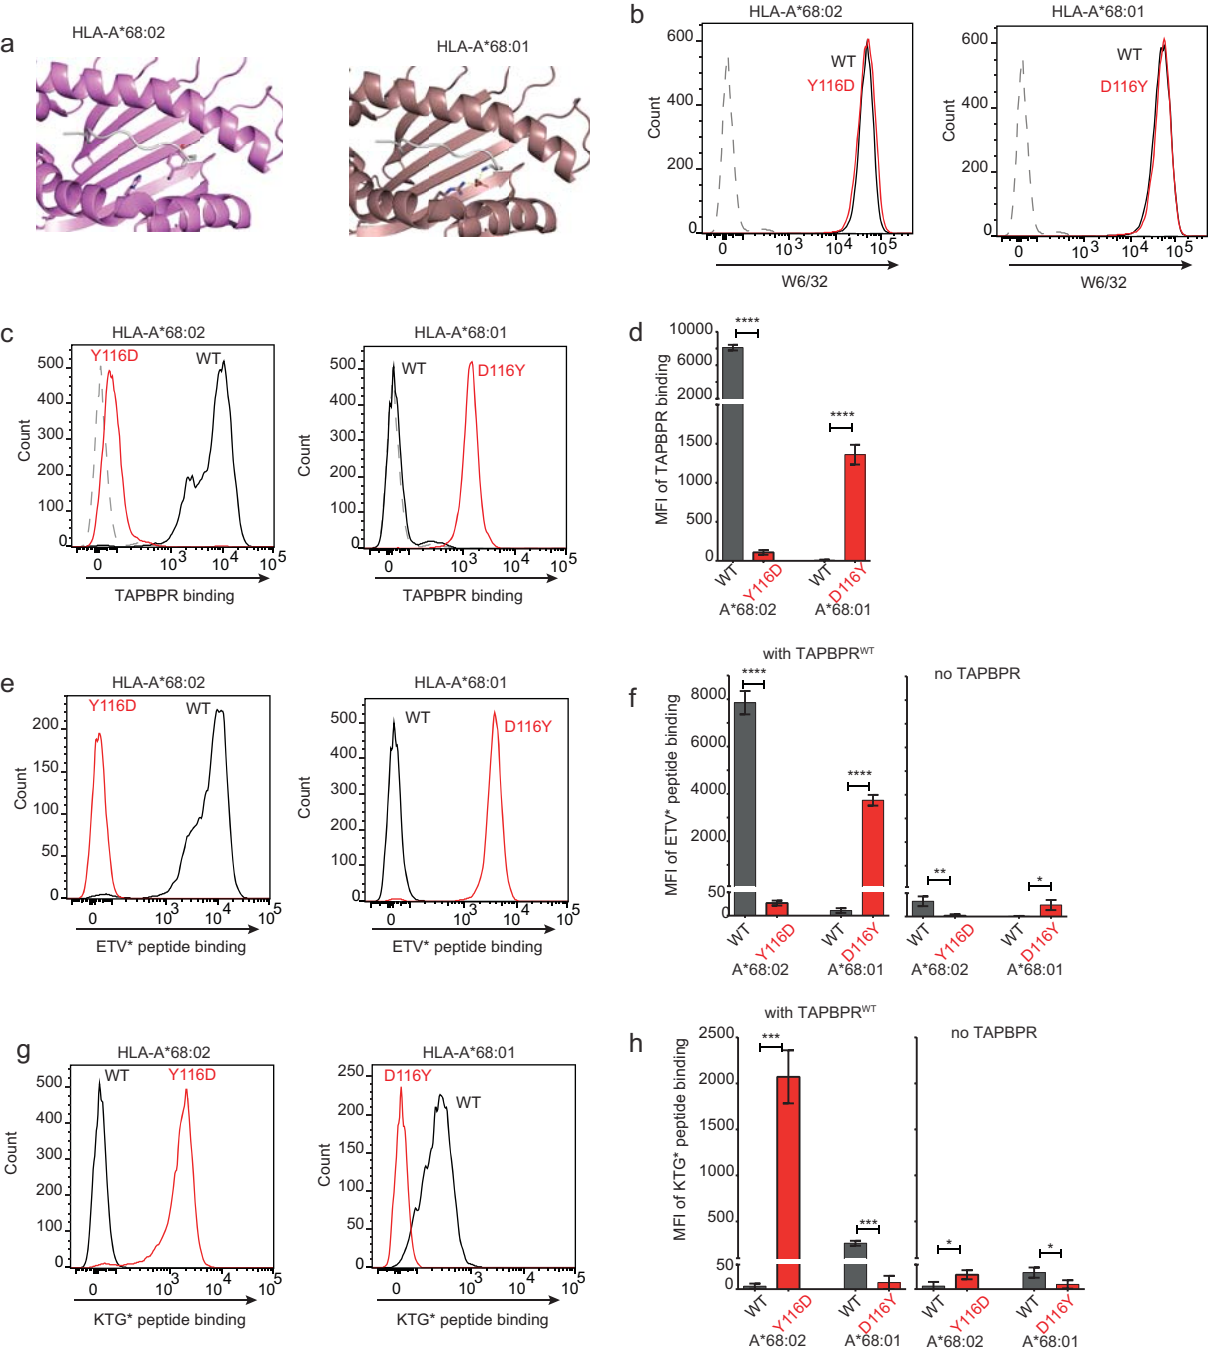 a
HLA-A*68:02
HLA-A*68:01
b
HLA-A*68:02
HLA-A*68:01
600
400
200
0
Count
WT
Y116D
0
10³
10⁴
10⁵
600
400
200
0
Count
WT
D116Y
0
10³
10⁴
10⁵
W6/32
W6/32
c
HLA-A*68:02
HLA-A*68:01
500
400
300
200
100
0
Count
Y116D
WT
0
10³
10⁴
10⁵
TAPBPR binding
500
400
300
200
100
0
Count
WT
D116Y
0
10³
10⁴
10⁵
TAPBPR binding
d
MFI of TAPBPR binding
10000
6000
2000
1500
1000
500
0
****
****
WT
Y116D
WT
D116Y
A*68:02
A*68:01
e
HLA-A*68:02
HLA-A*68:01
200
150
100
50
0
Count
Y116D
WT
0
10³
10⁴
10⁵
ETV* peptide binding
500
400
300
200
100
0
Count
WT
D116Y
0
10³
10⁴
10⁵
ETV* peptide binding
f
with TAPBPRᵂᵀ
no TAPBPR
MFI of ETV* peptide binding
8000
6000
4000
2000
50
0
****
****
**
*
WT
Y116D
WT
D116Y
WT
Y116D
WT
D116Y
A*68:02
A*68:01
A*68:02
A*68:01
g
HLA-A*68:02
HLA-A*68:01
500
400
300
200
100
0
Count
WT
Y116D
0
10³
10⁴
10⁵
KTG* peptide binding
250
200
150
100
50
0
Count
D116Y
WT
0
10³
10⁴
10⁵
KTG* peptide binding
h
with TAPBPRᵂᵀ
no TAPBPR
MFI of KTG* peptide binding
2500
2000
1500
1000
500
50
0
***
***
*
*
WT
Y116D
WT
D116Y
WT
Y116D
WT
D116Y
A*68:02
A*68:01
A*68:02
A*68:01